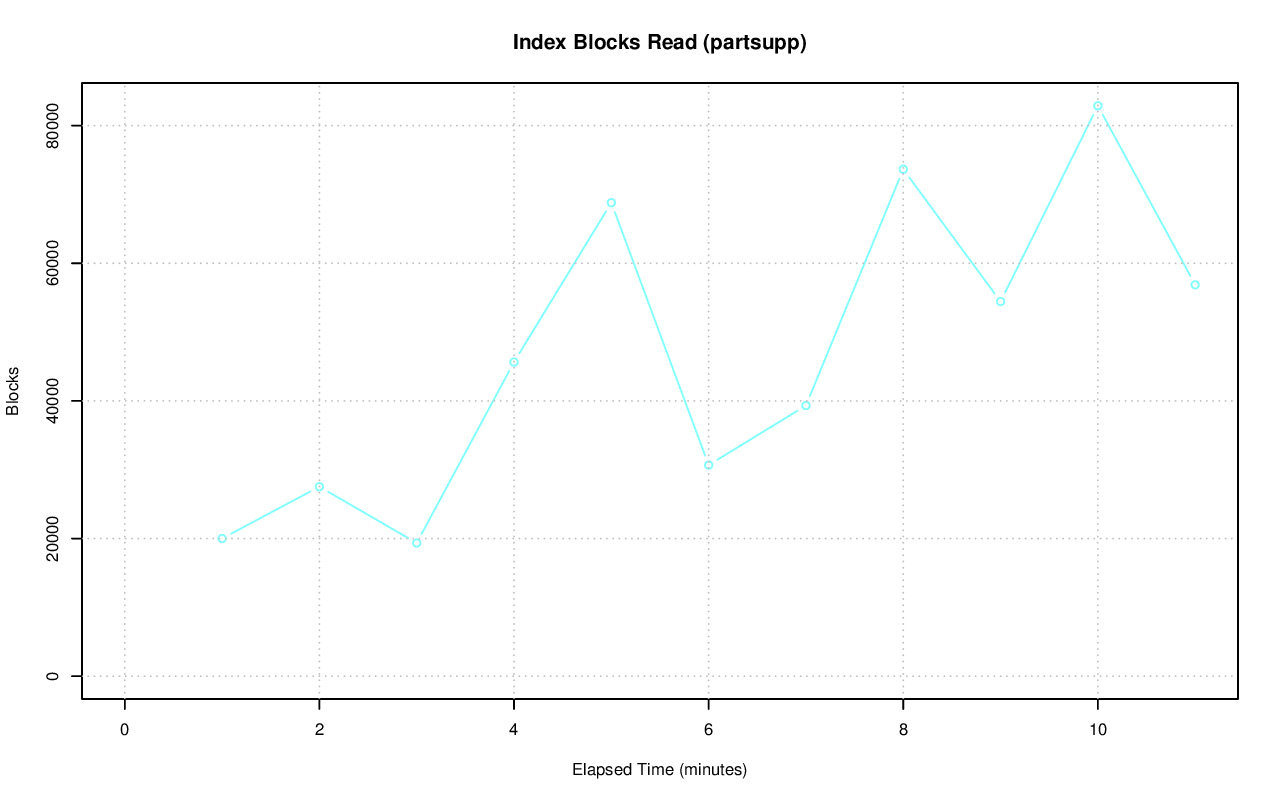 Index Blocks Read (partsupp)
80000
60000
40000
20000
0
Blocks
0 2 4 6 8 10
Elapsed Time (minutes)